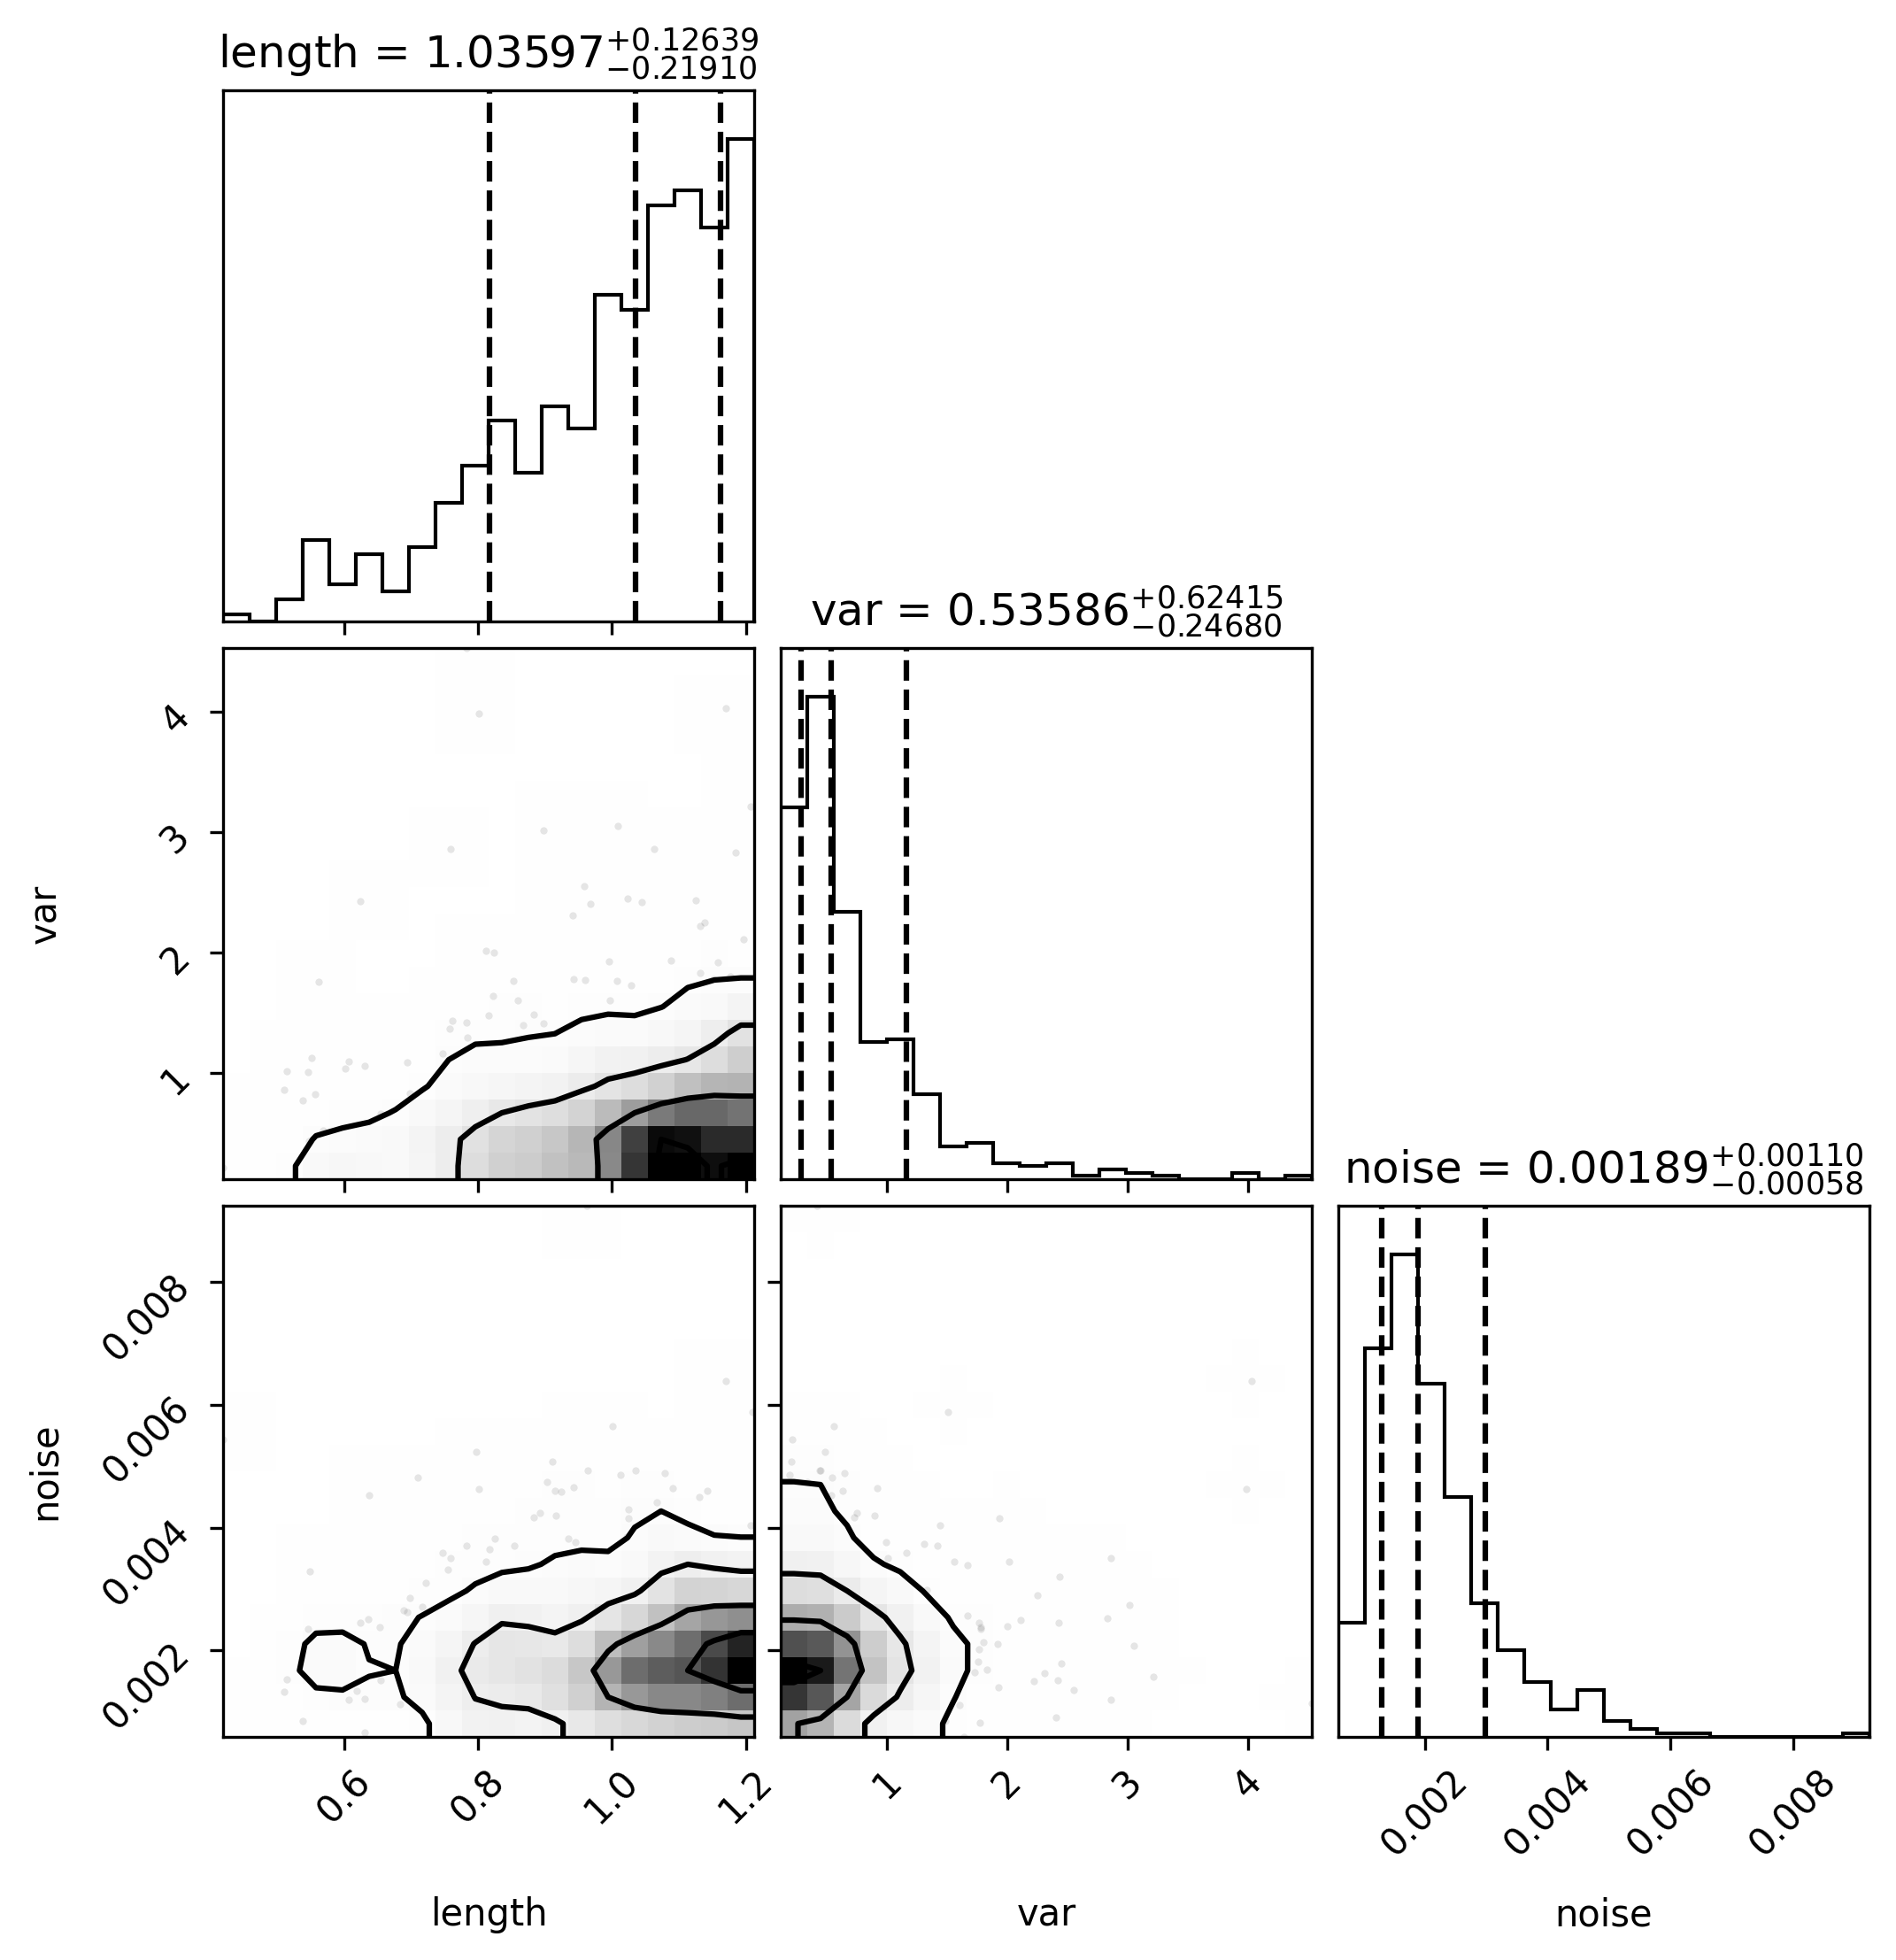 length = 1.03597+0.12639−0.21910
var = 0.53586+0.62415−0.24680
4
3
2
1
var
noise = 0.00189+0.00110−0.00058
0.008
0.006
0.004
0.002
noise
0.6 0.8 1.0 1.2
1 2 3 4
0.002 0.004 0.006 0.008
length
var
noise